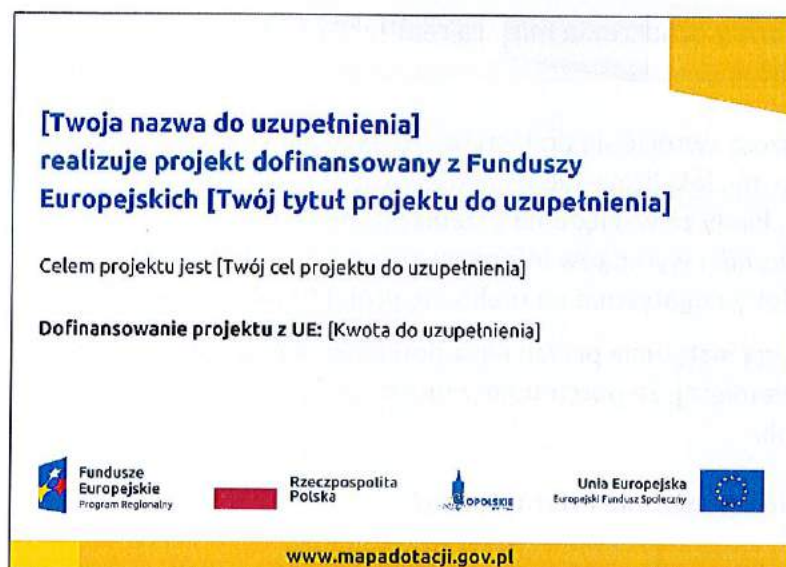 [Twoja nazwa do uzupełnienia]
realizuje projekt dofinansowany z Funduszy
Europejskich [Twój tytuł projektu do uzupełnienia]
Celem projektu jest [Twój cel projektu do uzupełnienia]
Dofinansowanie projektu z UE: [Kwota do uzupełnienia]
Fundusze
Europejskie
Program Regionalny
Rzeczpospolita
Polska
OPOLSKIE
Unia Europejska
Europejski Fundusz Społeczny
www.mapadotacji.gov.pl